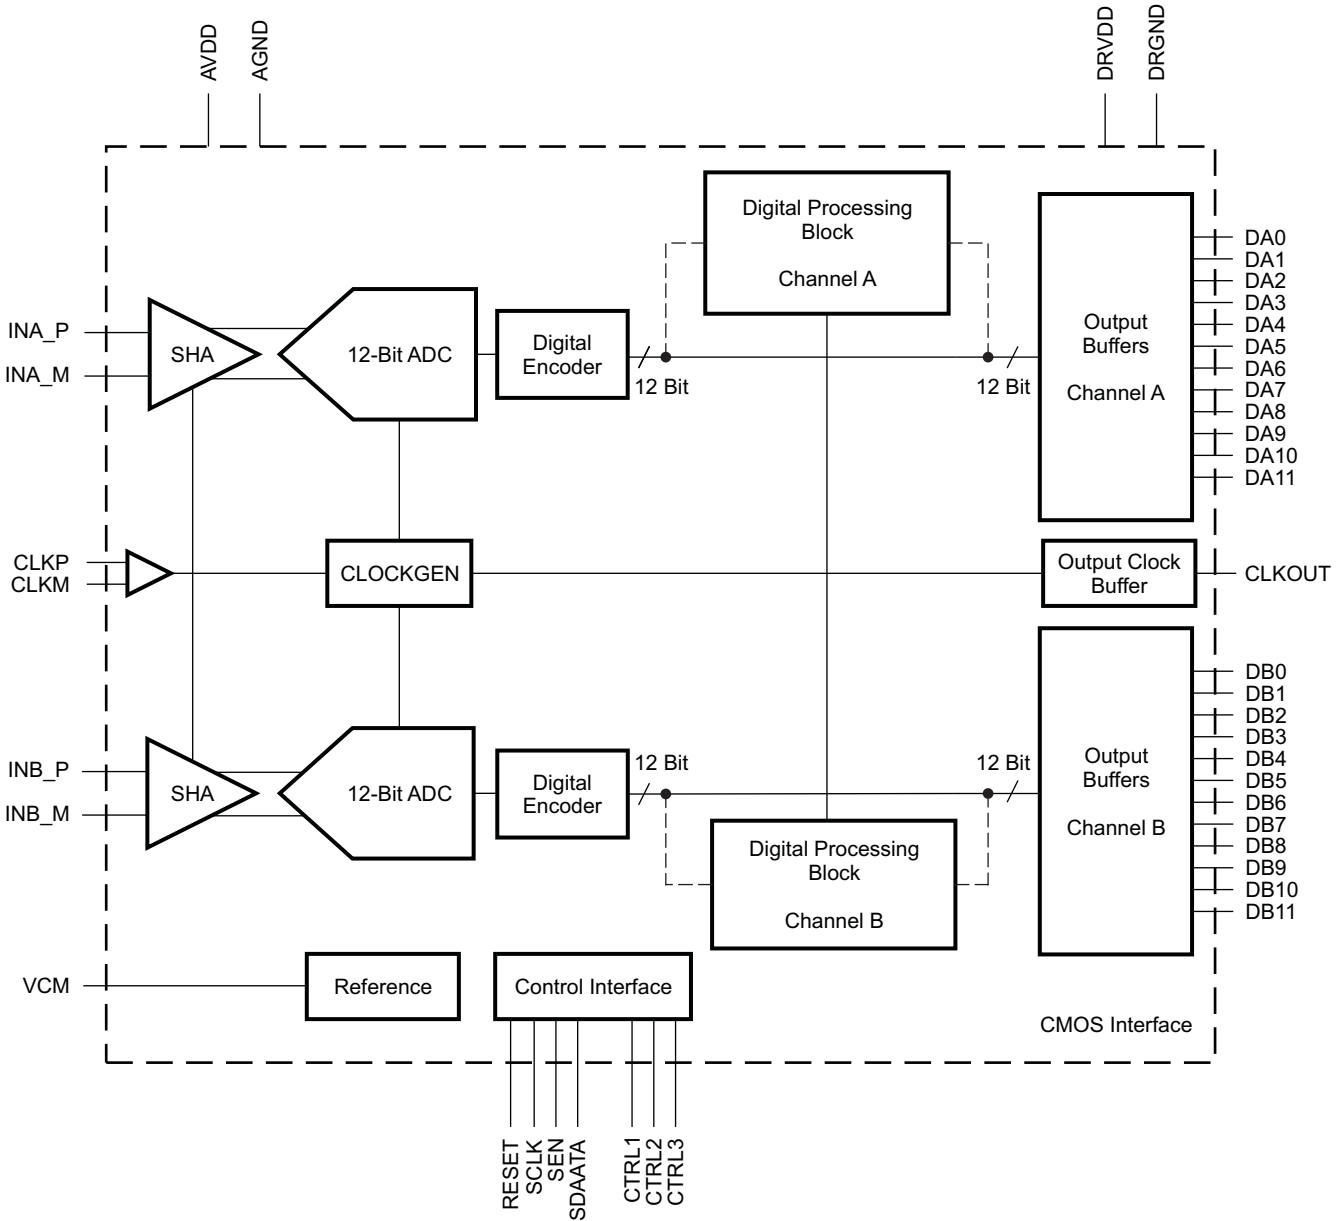 AVDD
AGND
DRVDD
DRGND
Digital Processing
Block
Channel A
INA_P
INA_M
SHA
12-Bit ADC
Digital
Encoder
12 Bit
12 Bit
Output
Buffers
Channel A
DA0
DA1
DA2
DA3
DA4
DA5
DA6
DA7
DA8
DA9
DA10
DA11
CLKP
CLKM
CLOCKGEN
Output Clock
Buffer
CLKOUT
INB_P
INB_M
SHA
12-Bit ADC
Digital
Encoder
12 Bit
12 Bit
Digital Processing
Block
Channel B
Output
Buffers
Channel B
DB0
DB1
DB2
DB3
DB4
DB5
DB6
DB7
DB8
DB9
DB10
DB11
VCM
Reference
Control Interface
CMOS Interface
RESET
SCLK
SEN
SDAATA
CTRL1
CTRL2
CTRL3